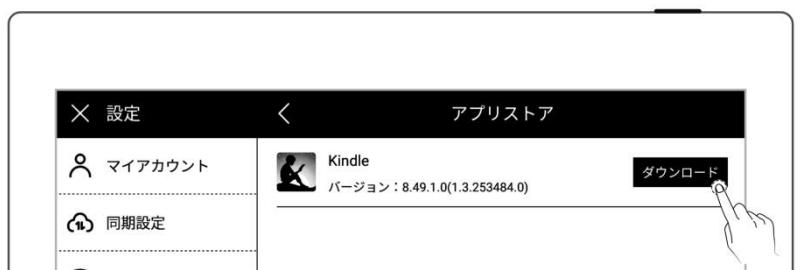 設定
アプリストア
マイアカウント
Kindle
バージョン：8.49.1.0(1.3.253484.0)
ダウンロード
同期設定